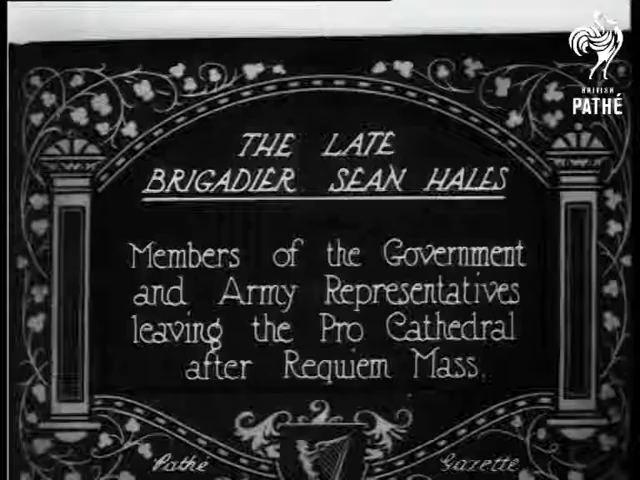 BRITISH
PATHÉ
THE LATE
BRIGADIER SEAN HALES
Members of the Government
and Army Representatives
leaving the Pro Cathedral
after Requiem Mass.
Pathé Gazette